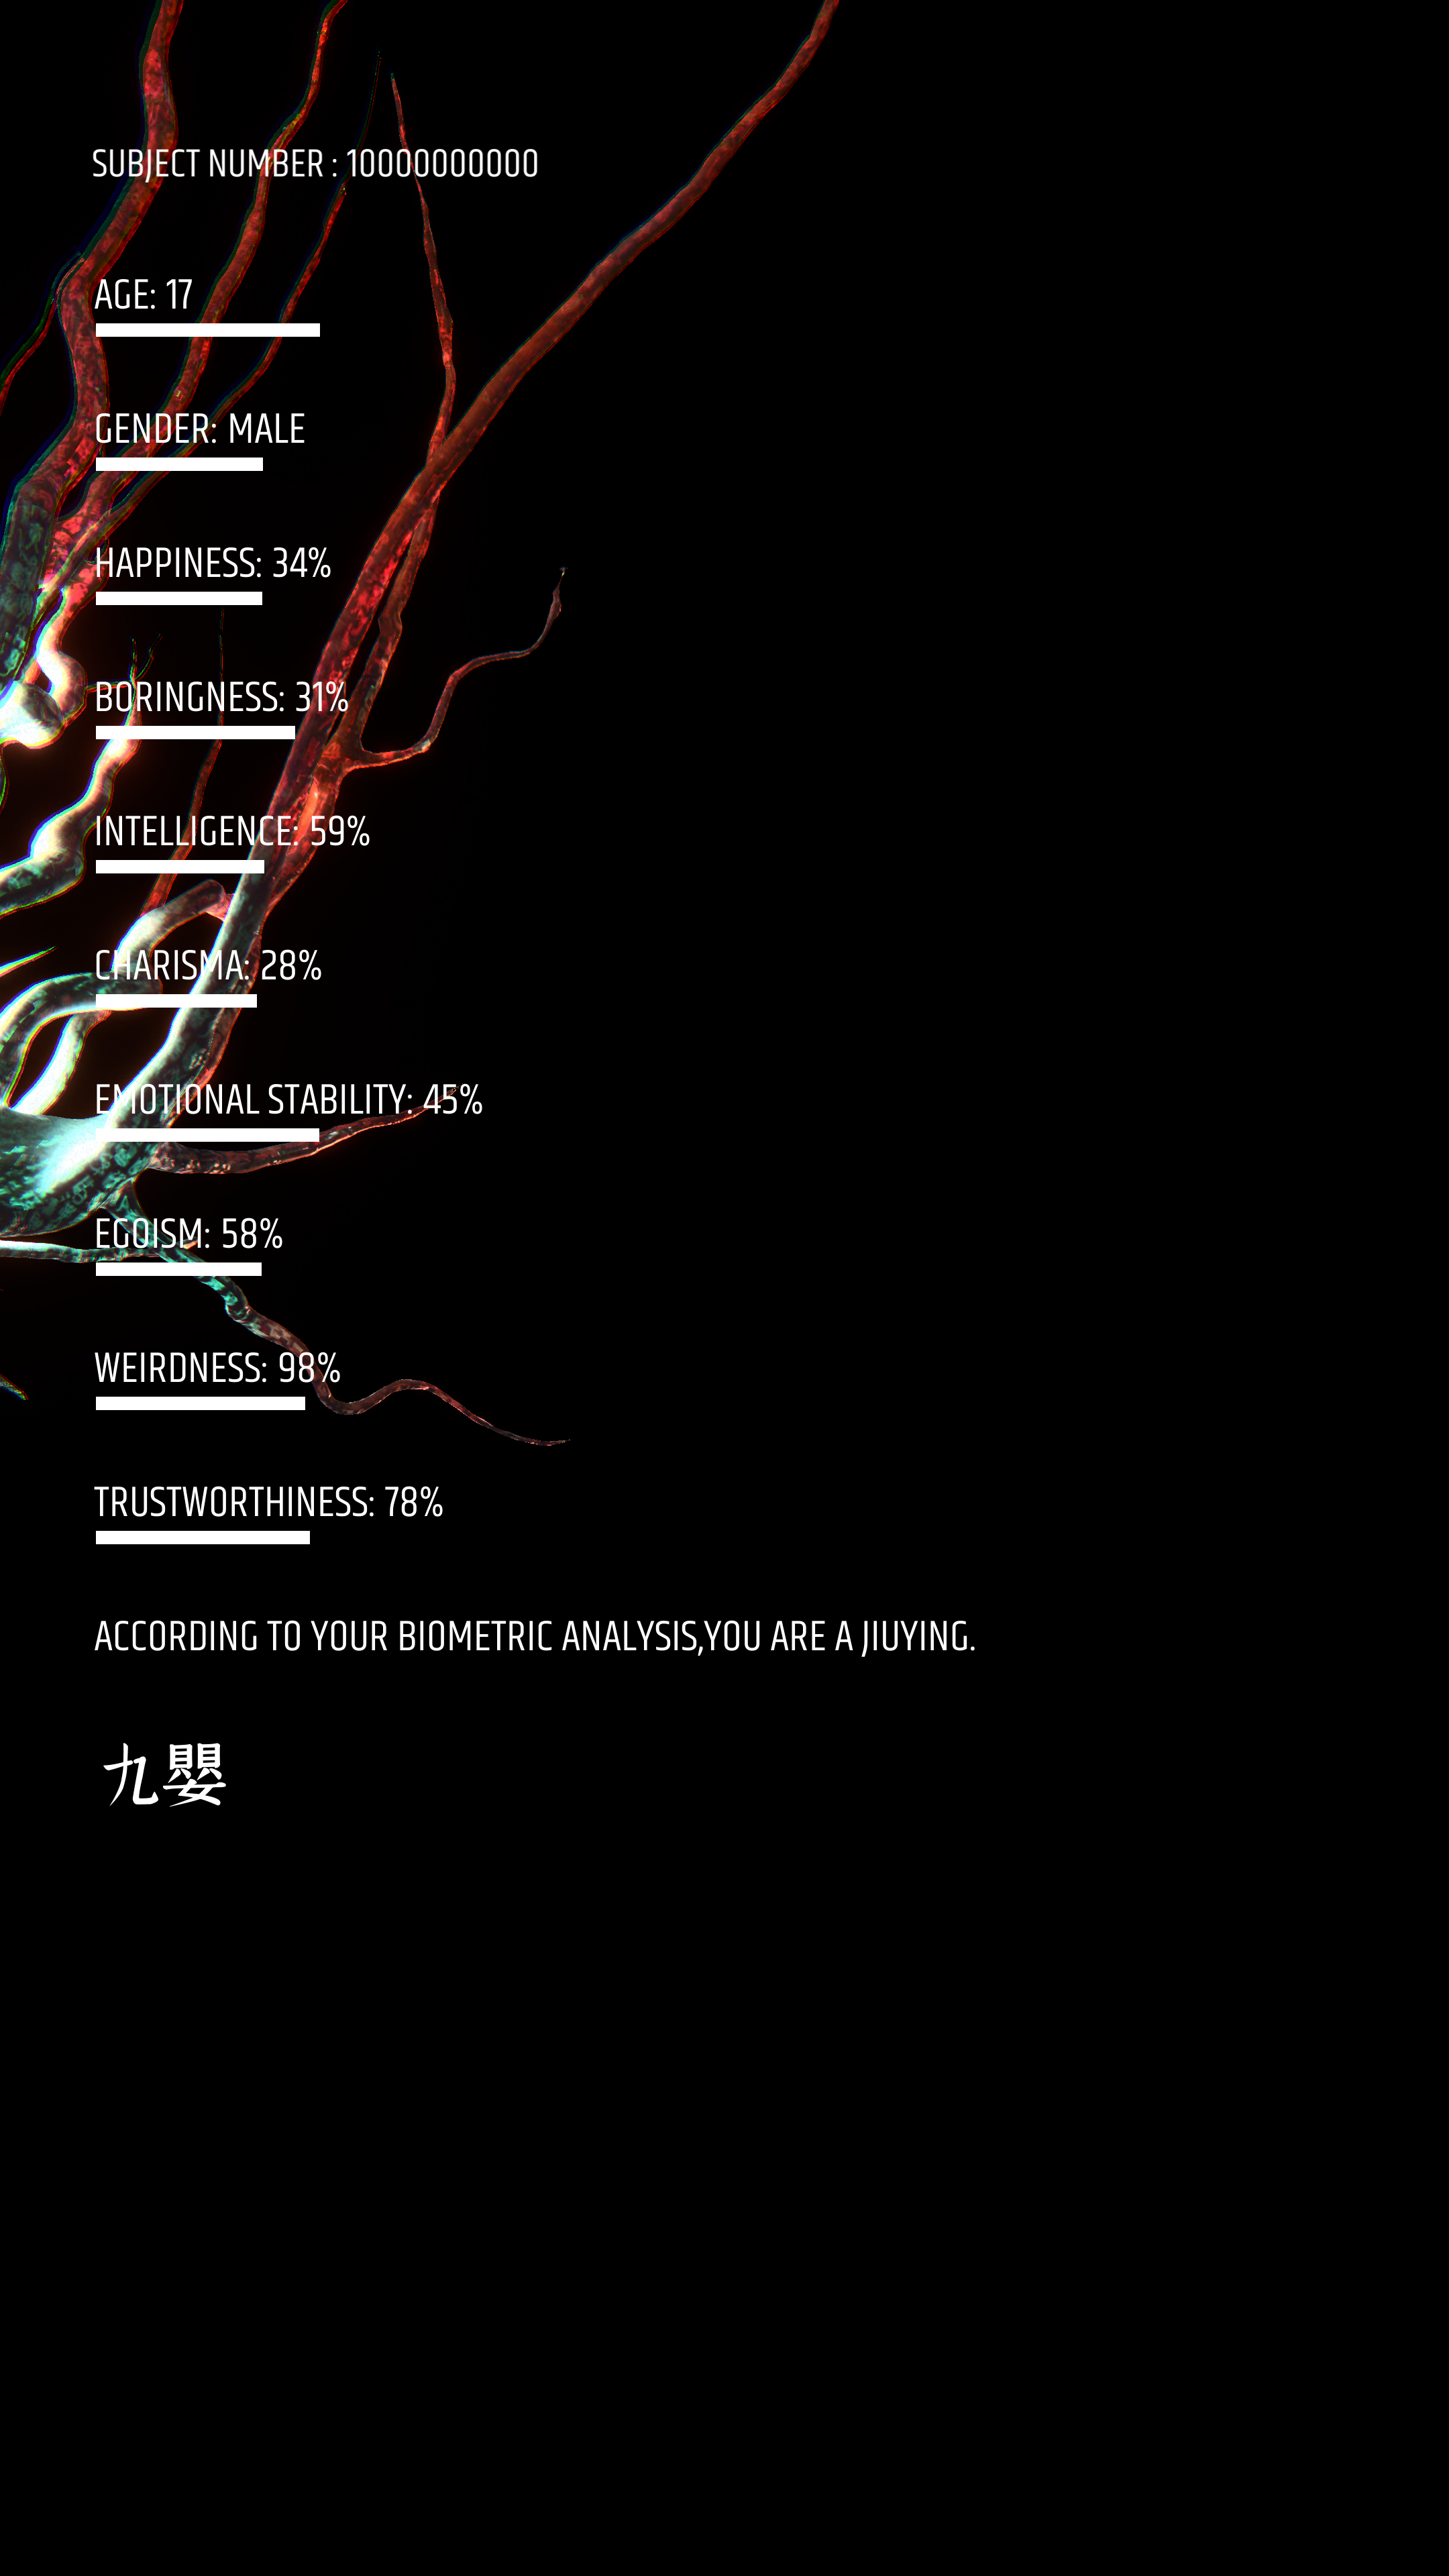 SUBJECT NUMBER : 10000000000
AGE: 17
GENDER: MALE
HAPPINESS: 34%
BORINGNESS: 31%
INTELLIGENCE: 59%
CHARISMA: 28%
EMOTIONAL STABILITY: 45%
EGOISM: 58%
WEIRDNESS: 98%
TRUSTWORTHINESS: 78%
ACCORDING TO YOUR BIOMETRIC ANALYSIS,YOU ARE A JIUYING.
九嬰